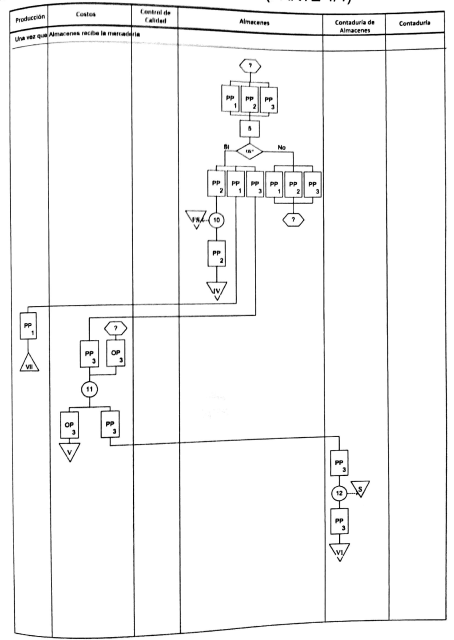 Producción
Costos
Control de
Calidad
Almacenes
Contaduría de
Almacenes
Contaduría
Una vez que Almacenes recibe la mercadería
?
PP 1
PP 2
PP 3
Si
No
PP 2
PP 1
PP 3
PP 1
PP 2
PP 3
10
?
PP 2
IV
PP 1
VII
?
PP 3
OP 3
11
OP 3
PP 3
V
PP 3
12
S
PP 3
VI